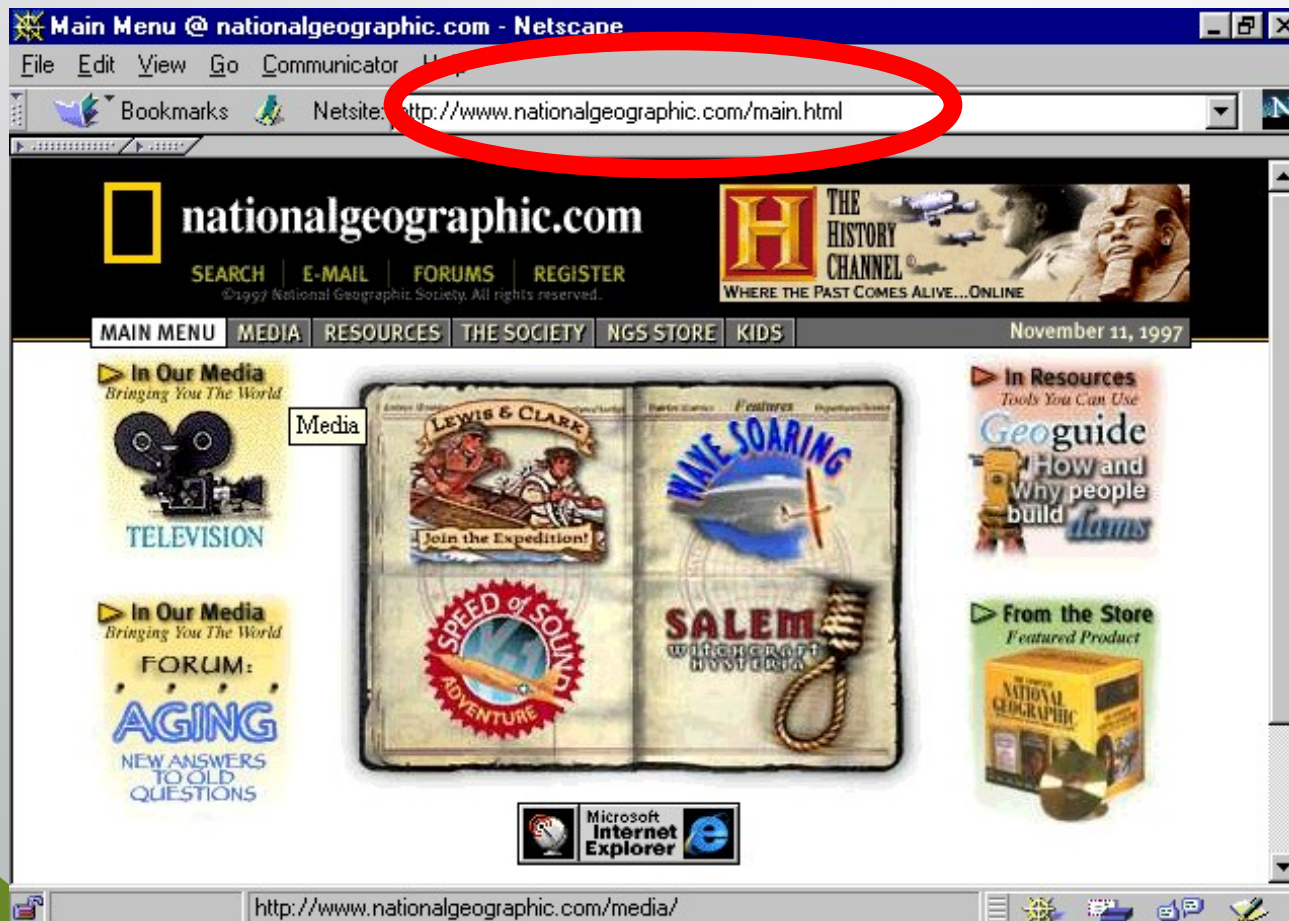 Main Menu @ nationalgeographic.com - Netscape
File Edit View Go Communicator
Bookmarks Netsite: http://www.nationalgeographic.com/main.html
N
nationalgeographic.com
SEARCH E-MAIL FORUMS REGISTER
©1997 National Geographic Society. All rights reserved.
H
THE
HISTORY
CHANNEL
WHERE THE PAST COMES ALIVE...ONLINE
MAIN MENU MEDIA RESOURCES THE SOCIETY NGS STORE KIDS November 11, 1997
In Our Media
Bringing You The World
TELEVISION
Media
In Our Media
Bringing You The World
FORUM:
AGING
NEW ANSWERS
TO OLD
QUESTIONS
Features
LEWIS & CLARK
Join the Expedition!
WAVE SOARING
SPEED of SOUND
ADVENTURE
SALEM
WITCHCRAFT
HYSTERIA
In Resources
Tools You Can Use
Geoguide
How and
Why people
build dams
From the Store
Featured Product
THE COMPLETE
NATIONAL
GEOGRAPHIC
Microsoft
Internet
Explorer
http://www.nationalgeographic.com/media/